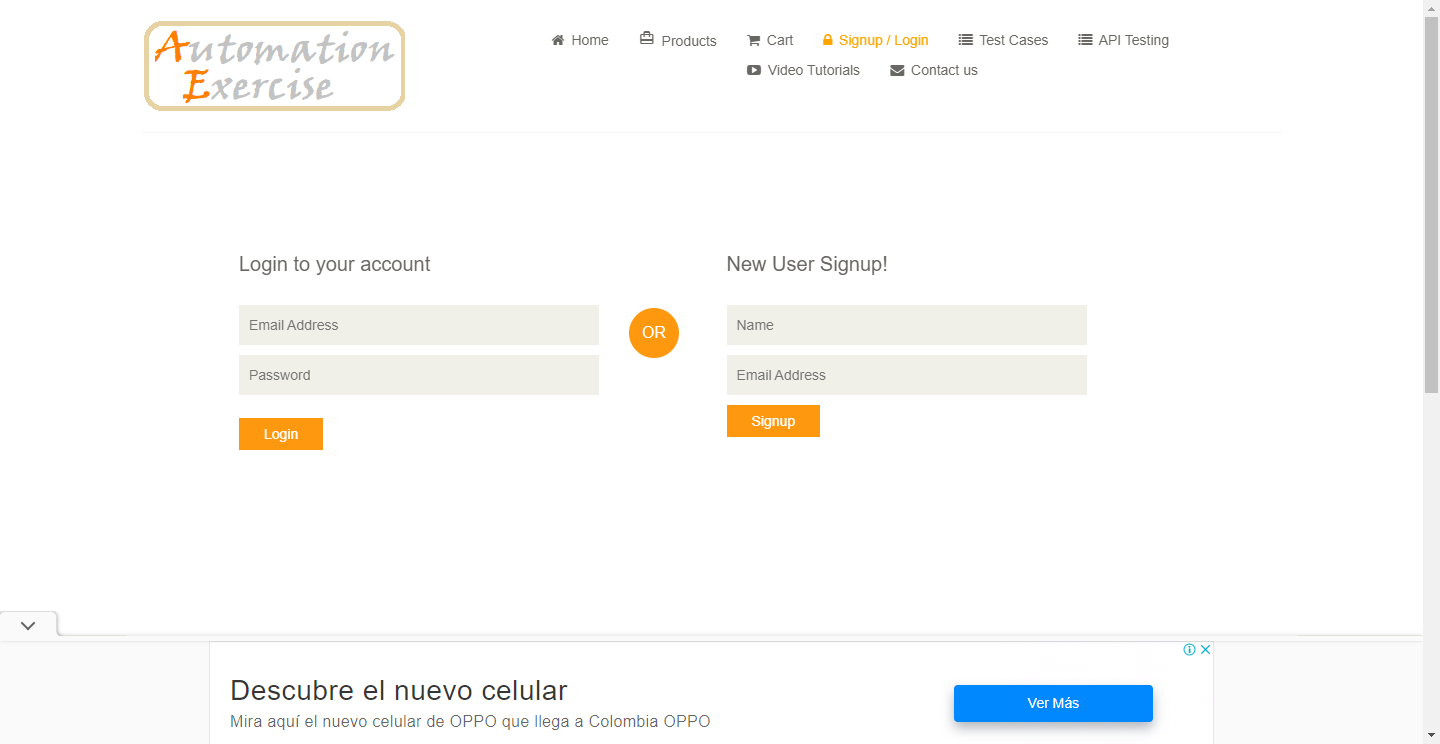 Automation
Exercise
Home
Products
Cart
Signup / Login
Test Cases
API Testing
Video Tutorials
Contact us
Login to your account
Email Address
Password
Login
OR
New User Signup!
Name
Email Address
Signup
Descubre el nuevo celular
Mira aquí el nuevo celular de OPPO que llega a Colombia OPPO
Ver Más